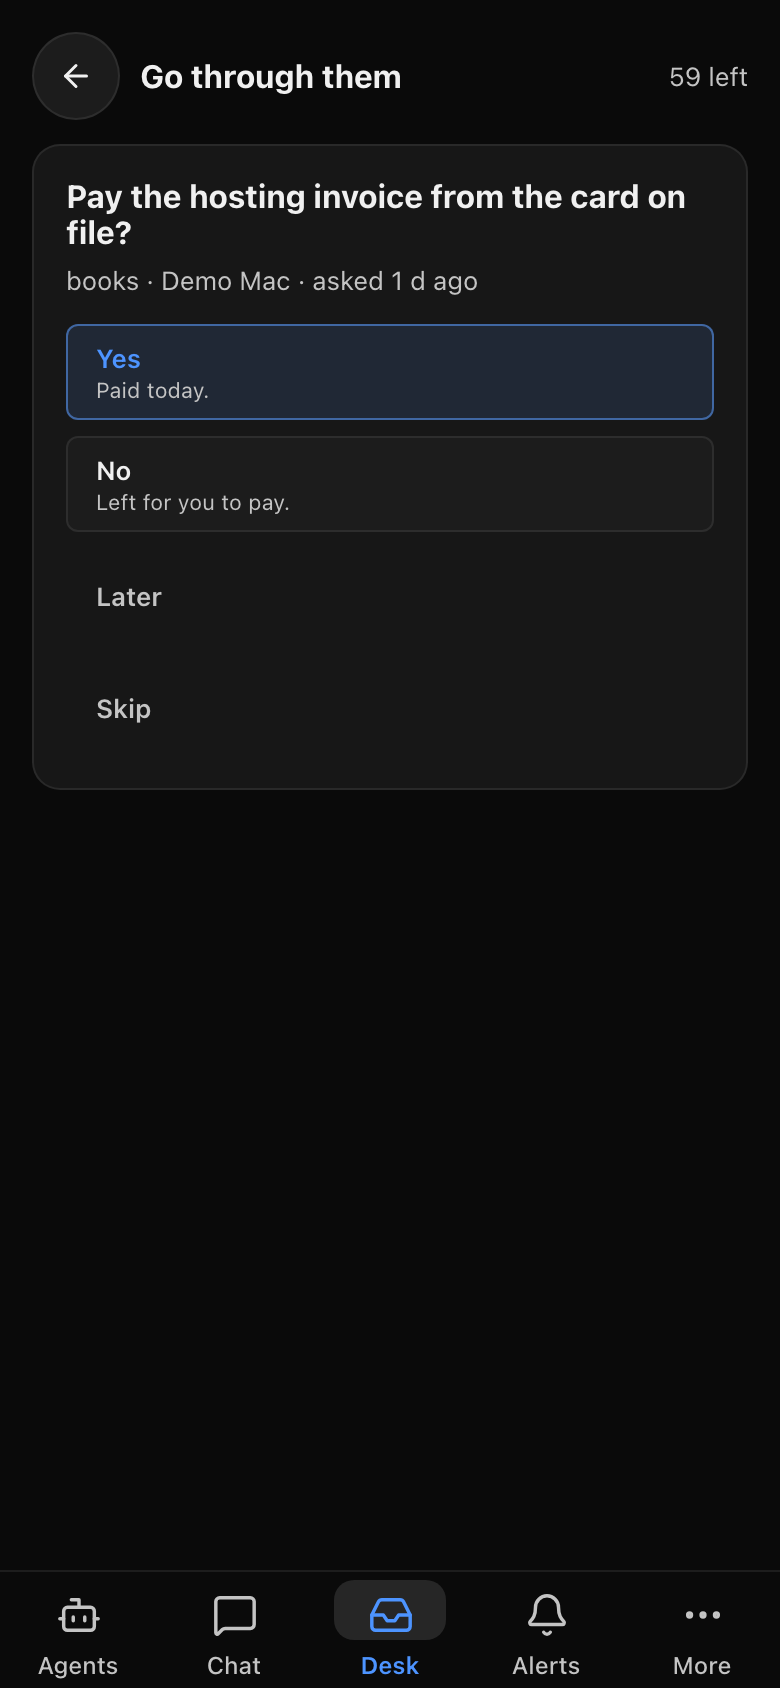 Go through them
59 left
Pay the hosting invoice from the card on
file?
books · Demo Mac · asked 1 d ago
Yes
Paid today.
No
Left for you to pay.
Later
Skip
Agents
Chat
Desk
Alerts
More